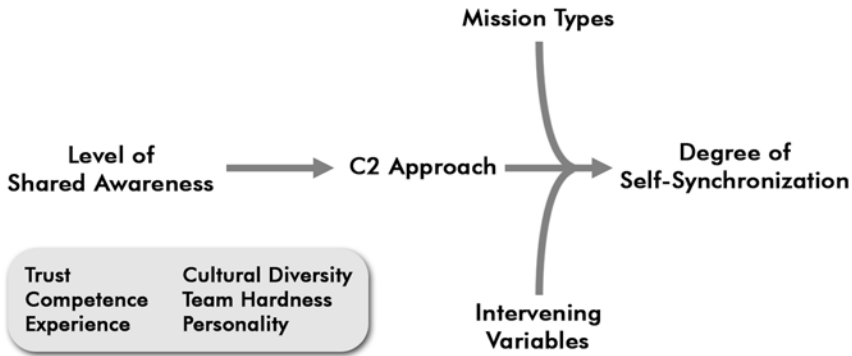 Mission Types
Level of
Shared Awareness
C2 Approach
Degree of
Self-Synchronization
Trust
Competence
Experience
Cultural Diversity
Team Hardness
Personality
Intervening
Variables